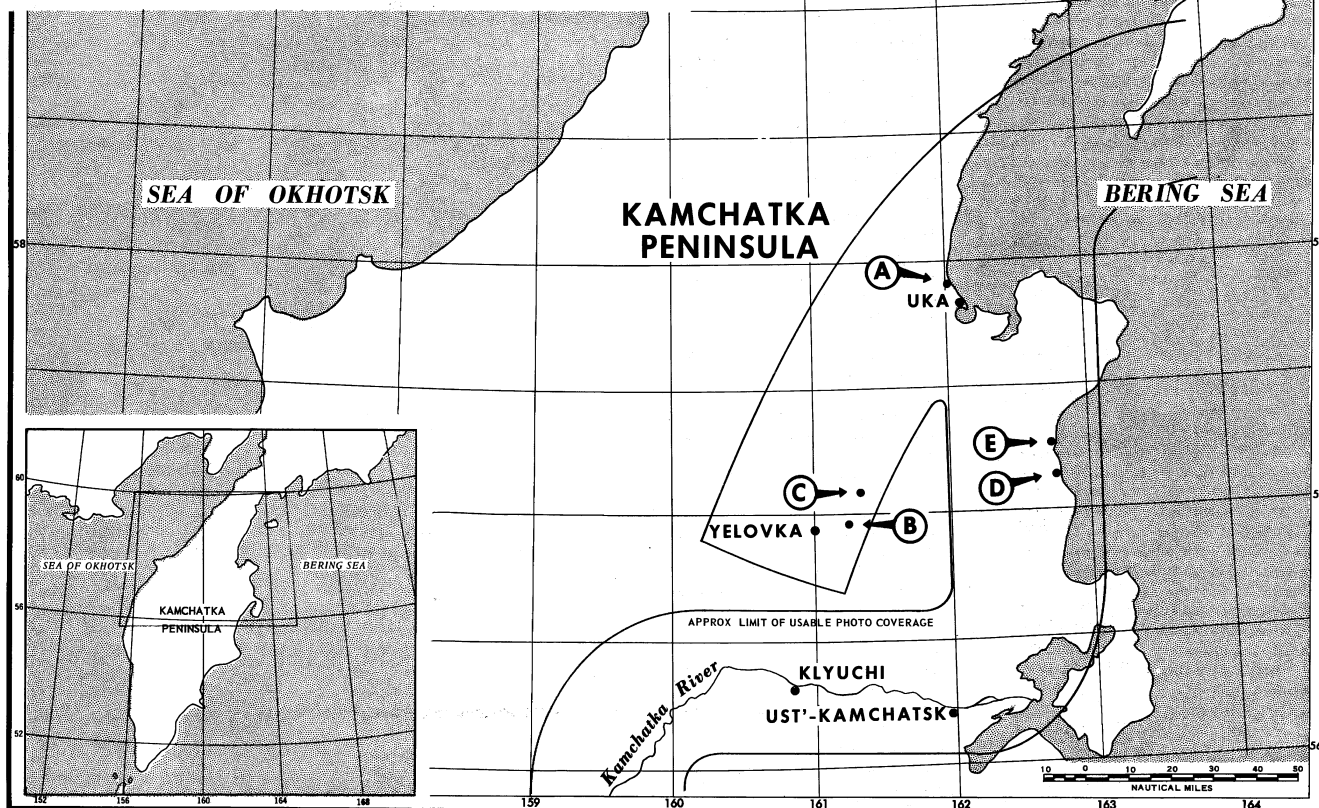 SEA OF OKHOTSK
KAMCHATKA
PENINSULA
BERING SEA
58
A
UKA
E
D
C
YELOVKA
B
APPROX LIMIT OF USABLE PHOTO COVERAGE
KLYUCHI
UST'-KAMCHATSK
Kamchatka River
10 0 10 20 30 40 50
NAUTICAL MILES
159 160 161 162 163 164
60
SEA OF OKHOTSK
BERING SEA
56
KAMCHATKA
PENINSULA
52
152 156 160 164 168